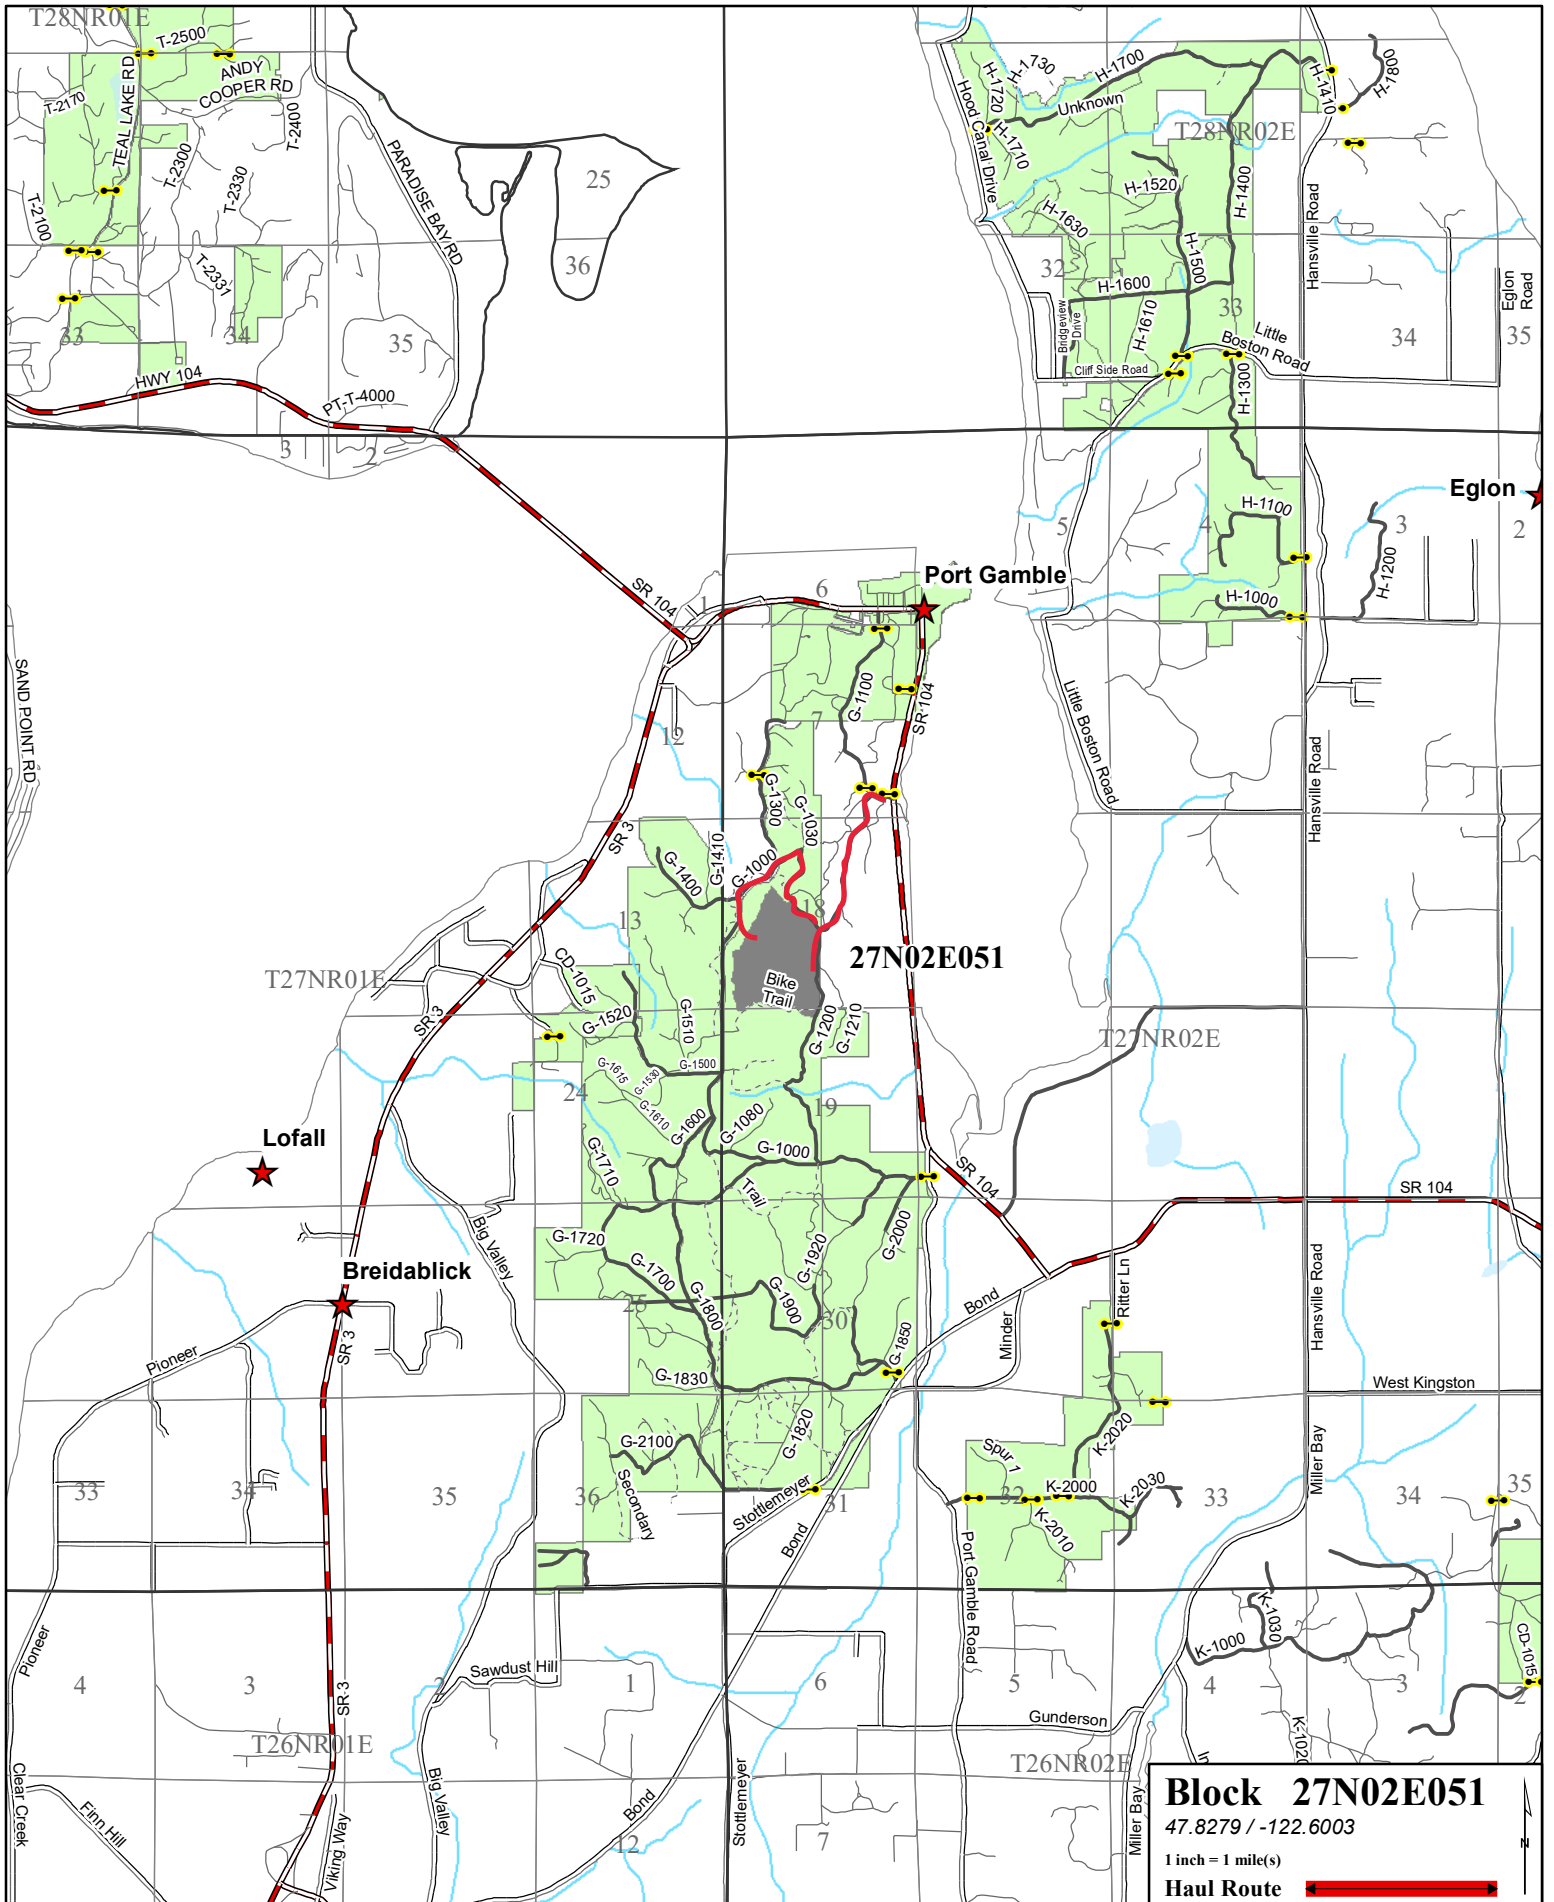 T28NR01E
T-2500
ANDY
COOPER RD
TEAL LAKE RD
T-2170
T-2400
T-2300
T-2330
T-2100
T-2331
PARADISE BAY RD
25
36
33
34
35
HWY 104
PT-T-4000
3
2
H-1730
H-1720
H-1700
Unknown
H-1710
Hood Canal Drive
H-1410
H-1800
T28NR02E
H-1520
H-1400
H-1630
Hansville Road
H-1500
32
H-1600
H-1610
33
Bridgeview
Drive
Little
Boston Road
Cliff Side Road
34
Eglon
Road
35
H-1300
Eglon
H-1100
5
4
3
2
H-1200
H-1000
SR 104
1
6
Port Gamble
G-1100
SR 104
7
12
SAND POINT RD
Little Boston Road
Hansville Road
G-1300
G-1030
SR 3
G-1410
G-1000
G-1400
18
13
27N02E051
Bike
Trail
T27NR01E
CD-1015
G-1520
G-1510
SR 3
G-1200
G-1210
T27NR02E
G-1500
G-1615
G-1530
G-1610
24
G-1600
G-1080
19
G-1000
Lofall
G-1710
Trail
SR 104
SR 104
Big Valley
G-1720
G-1920
G-2000
G-1700
G-1800
G-1900
Breidablick
25
30
Bond
Minder
Ritter Ln
Hansville Road
Pioneer
SR 3
G-1850
G-1830
West Kingston
G-1820
G-2100
K-2020
Spur 1
Miller Bay
33
34
35
36
Secondary
Stottlemeyer
31
32
K-2000
K-2030
K-2010
33
34
35
Bond
Port Gamble Road
Pioneer
K-1030
K-1000
CD-1015
4
3
2
Sawdust Hill
1
6
5
4
3
2
SR 3
Gunderson
T26NR01E
T26NR02E
K-1020
Clear Creek
Finn Hill
Viking Way
Big Valley
Bond
12
Stottlemeyer
7
Miller Bay
In
Block 27N02E051
47.8279 / -122.6003
1 inch = 1 mile(s)
N
Haul Route